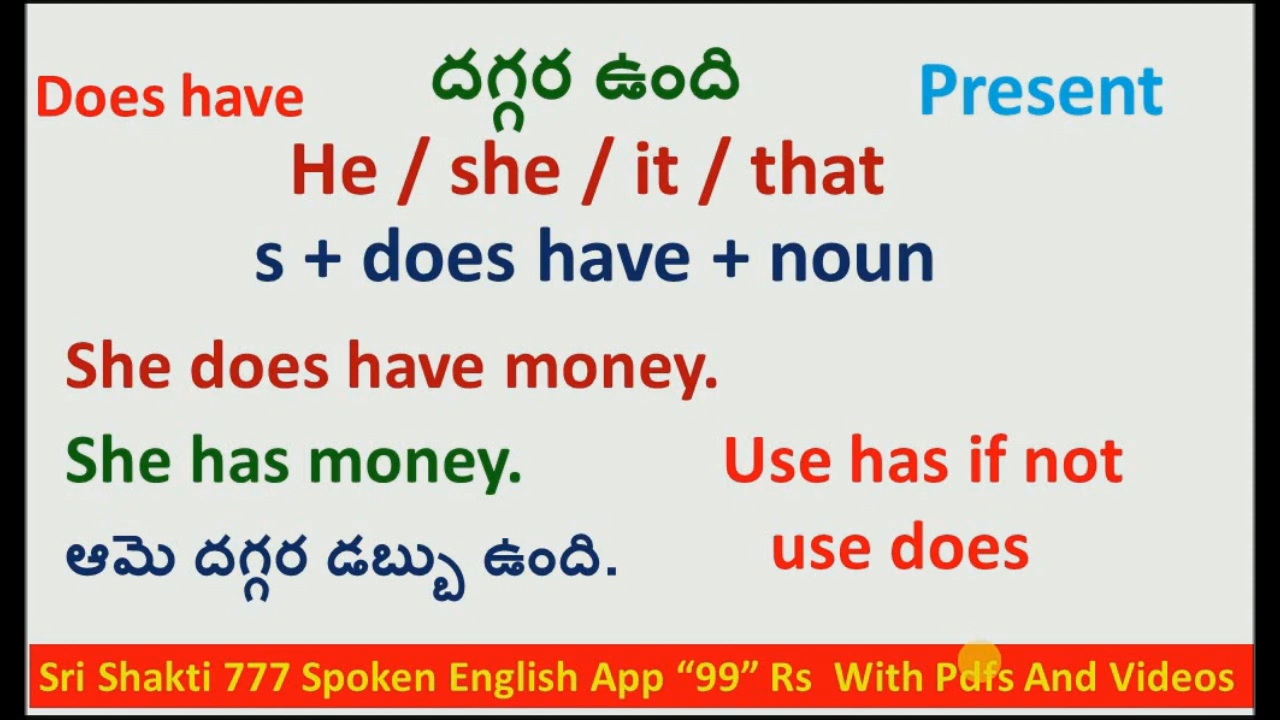 Does have దగ్గర ఉంది Present
He / she / it / that
s + does have + noun
She does have money.
She has money. Use has if not
use does
ఆమె దగ్గర డబ్బు ఉంది.
Sri Shakti 777 Spoken English App “99” Rs With Pdfs And Videos